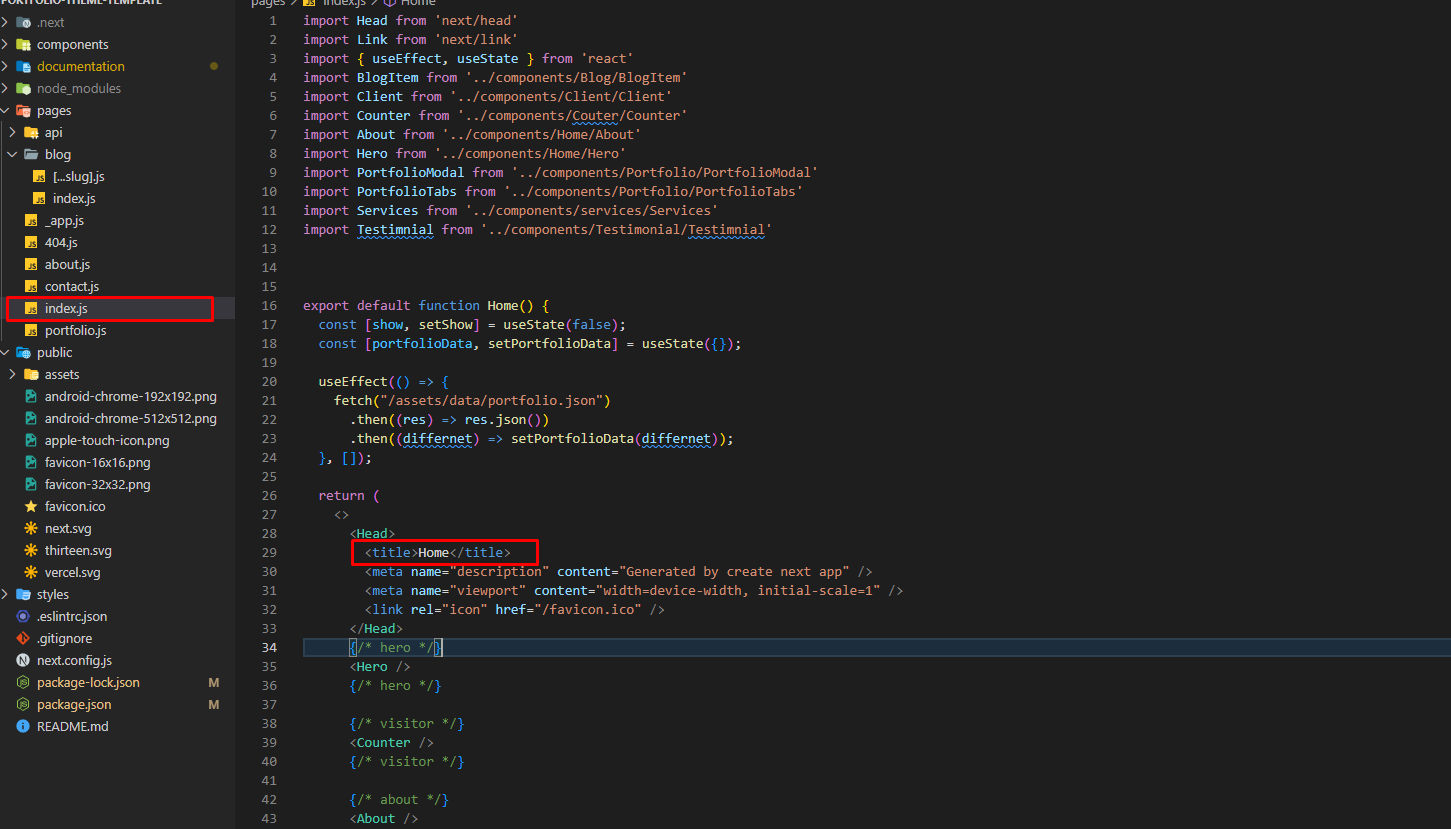 PORTFOLIO-THEME-TEMPLATE
.next
components
documentation
node_modules
pages
api
blog
JS [...slug].js
JS index.js
JS _app.js
JS 404.js
JS about.js
JS contact.js
JS index.js
JS portfolio.js
public
assets
android-chrome-192x192.png
android-chrome-512x512.png
apple-touch-icon.png
favicon-16x16.png
favicon-32x32.png
favicon.ico
next.svg
thirteen.svg
vercel.svg
styles
.eslintrc.json
.gitignore
N next.config.js
package-lock.json M
package.json M
README.md
pages > JS index.js > Home
1 import Head from 'next/head'
2 import Link from 'next/link'
3 import { useEffect, useState } from 'react'
4 import BlogItem from '../components/Blog/BlogItem'
5 import Client from '../components/Client/Client'
6 import Counter from '../components/Couter/Counter'
7 import About from '../components/Home/About'
8 import Hero from '../components/Home/Hero'
9 import PortfolioModal from '../components/Portfolio/PortfolioModal'
10 import PortfolioTabs from '../components/Portfolio/PortfolioTabs'
11 import Services from '../components/services/Services'
12 import Testimnial from '../components/Testimonial/Testimnial'
13
14
15
16 export default function Home() {
17 const [show, setShow] = useState(false);
18 const [portfolioData, setPortfolioData] = useState({});
19
20 useEffect(() => {
21 fetch("/assets/data/portfolio.json")
22 .then((res) => res.json())
23 .then((differnet) => setPortfolioData(differnet));
24 }, []);
25
26 return (
27 <>
28 <Head>
29 <title>Home</title>
30 <meta name="description" content="Generated by create next app" />
31 <meta name="viewport" content="width=device-width, initial-scale=1" />
32 <link rel="icon" href="/favicon.ico" />
33 </Head>
34 {/* hero */}
35 <Hero />
36 {/* hero */}
37
38 {/* visitor */}
39 <Counter />
40 {/* visitor */}
41
42 {/* about */}
43 <About />